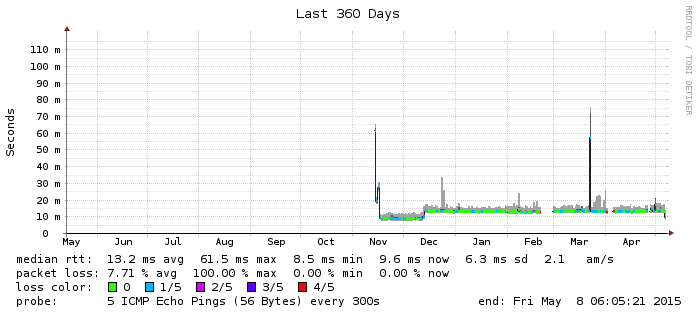 Last 360 Days
RRDTOOL / TOBI OETIKER
Seconds
110 m
100 m
90 m
80 m
70 m
60 m
50 m
40 m
30 m
20 m
10 m
0
May Jun Jul Aug Sep Oct Nov Dec Jan Feb Mar Apr
median rtt: 13.2 ms avg 61.5 ms max 8.5 ms min 9.6 ms now 6.3 ms sd 2.1 am/s
packet loss: 7.71 % avg 100.00 % max 0.00 % min 0.00 % now
loss color: 0 1/5 2/5 3/5 4/5
probe: 5 ICMP Echo Pings (56 Bytes) every 300s end: Fri May 8 06:05:21 2015